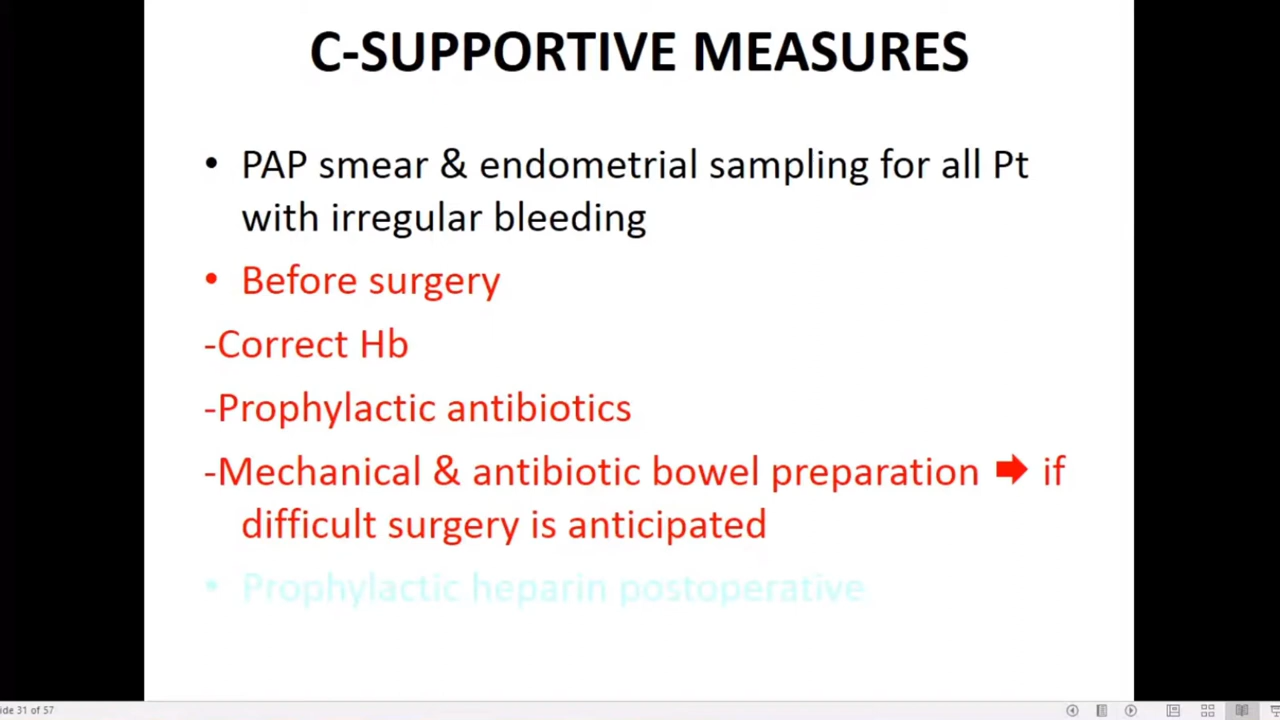 C-SUPPORTIVE MEASURES
• PAP smear & endometrial sampling for all Pt
with irregular bleeding
• Before surgery
-Correct Hb
-Prophylactic antibiotics
-Mechanical & antibiotic bowel preparation ➡ if
difficult surgery is anticipated
• Prophylactic heparin postoperative
ide 31 of 57